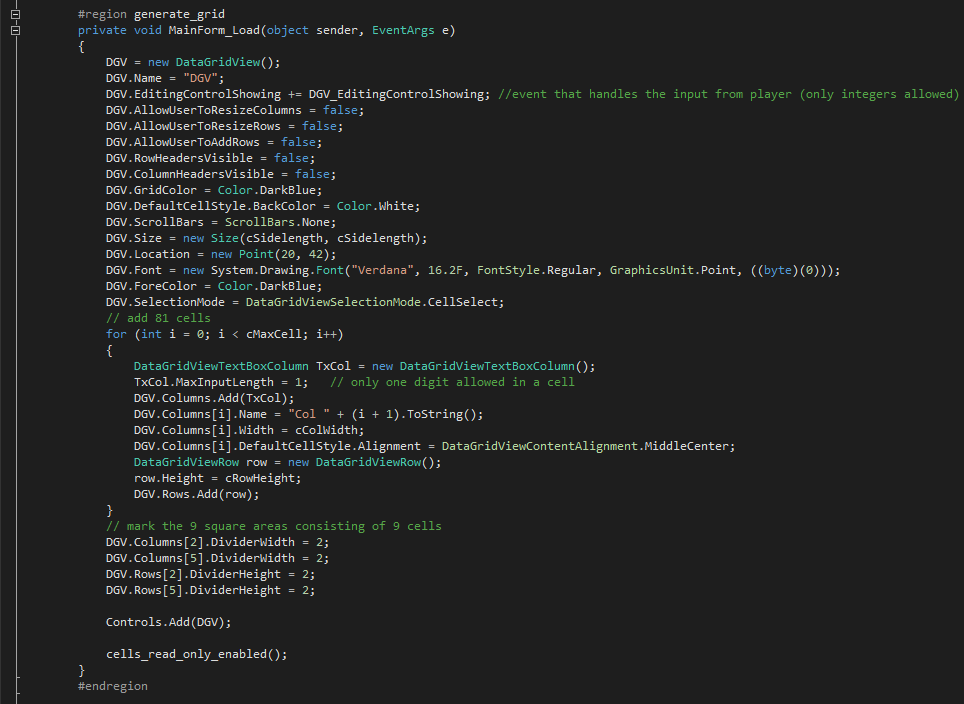 #region generate_grid
private void MainForm_Load(object sender, EventArgs e)
{
DGV = new DataGridView();
DGV.Name = "DGV";
DGV.EditingControlShowing += DGV_EditingControlShowing; //event that handles the input from player (only integers allowed)
DGV.AllowUserToResizeColumns = false;
DGV.AllowUserToResizeRows = false;
DGV.AllowUserToAddRows = false;
DGV.RowHeadersVisible = false;
DGV.ColumnHeadersVisible = false;
DGV.GridColor = Color.DarkBlue;
DGV.DefaultCellStyle.BackColor = Color.White;
DGV.ScrollBars = ScrollBars.None;
DGV.Size = new Size(cSidelength, cSidelength);
DGV.Location = new Point(20, 42);
DGV.Font = new System.Drawing.Font("Verdana", 16.2F, FontStyle.Regular, GraphicsUnit.Point, ((byte)(0)));
DGV.ForeColor = Color.DarkBlue;
DGV.SelectionMode = DataGridViewSelectionMode.CellSelect;
// add 81 cells
for (int i = 0; i < cMaxCell; i++)
{
DataGridViewTextBoxColumn TxCol = new DataGridViewTextBoxColumn();
TxCol.MaxInputLength = 1;   // only one digit allowed in a cell
DGV.Columns.Add(TxCol);
DGV.Columns[i].Name = "Col " + (i + 1).ToString();
DGV.Columns[i].Width = cColWidth;
DGV.Columns[i].DefaultCellStyle.Alignment = DataGridViewContentAlignment.MiddleCenter;
DataGridViewRow row = new DataGridViewRow();
row.Height = cRowHeight;
DGV.Rows.Add(row);
}
// mark the 9 square areas consisting of 9 cells
DGV.Columns[2].DividerWidth = 2;
DGV.Columns[5].DividerWidth = 2;
DGV.Rows[2].DividerHeight = 2;
DGV.Rows[5].DividerHeight = 2;
Controls.Add(DGV);
cells_read_only_enabled();
}
#endregion